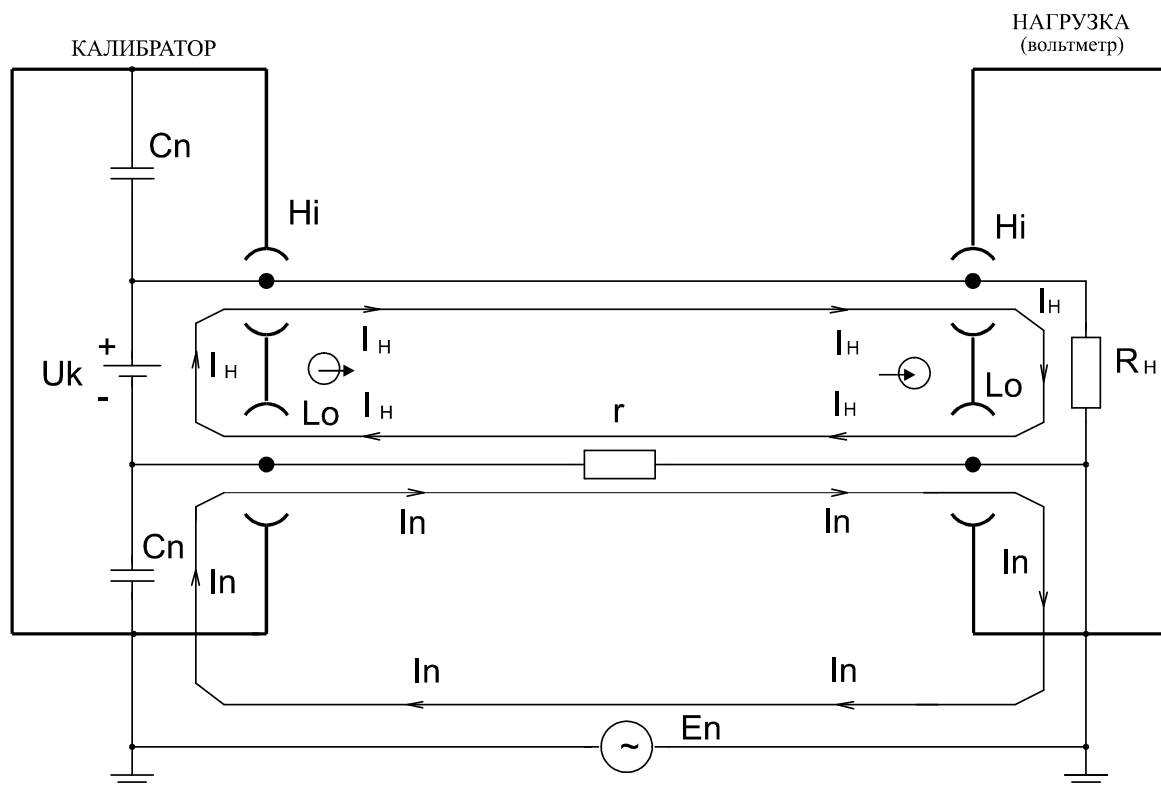 КАЛИБРАТОР
НАГРУЗКА
(вольтметр)
Cn
Hi
Hi
Iн
+
Uk
-
Iн
Iн
Iн
Rн
Lo
Iн
r
Iн
Lo
Cn
In
In
In
In
In
In
En
~